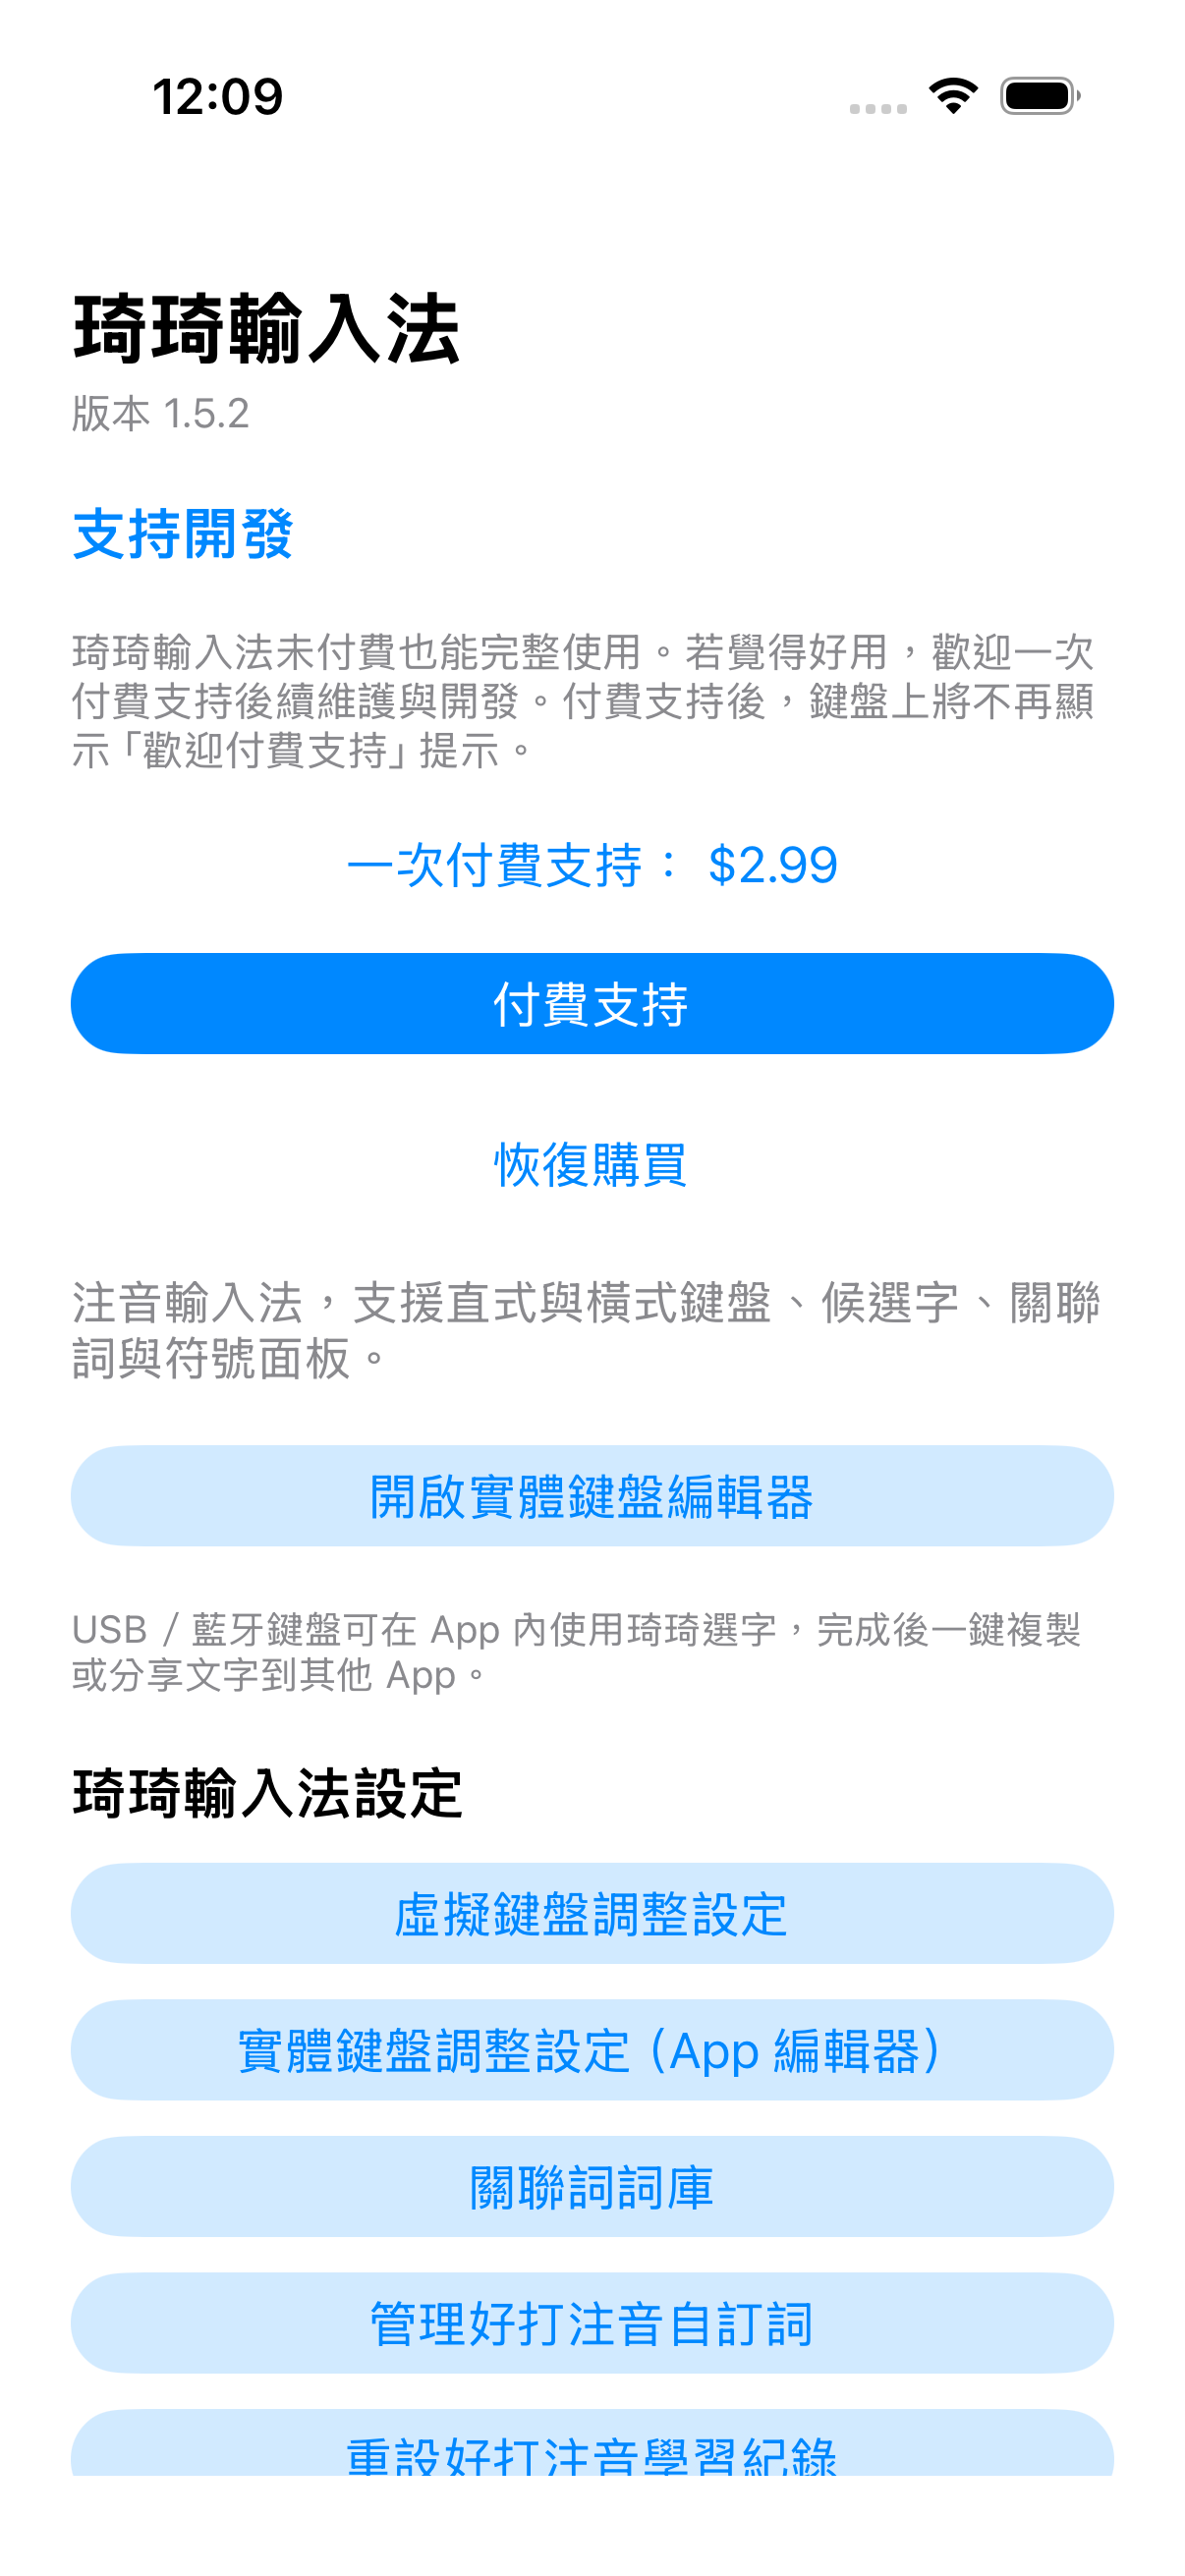 12:09
琦琦輸入法
版本 1.5.2
支持開發
琦琦輸入法未付費也能完整使用。若覺得好用，歡迎一次
付費支持後續維護與開發。付費支持後，鍵盤上將不再顯
示「歡迎付費支持」提示。
一次付費支持： $2.99
付費支持
恢復購買
注音輸入法，支援直式與橫式鍵盤、候選字、關聯
詞與符號面板。
開啟實體鍵盤編輯器
USB／藍牙鍵盤可在 App 內使用琦琦選字，完成後一鍵複製
或分享文字到其他 App。
琦琦輸入法設定
虛擬鍵盤調整設定
實體鍵盤調整設定（App 編輯器）
關聯詞詞庫
管理好打注音自訂詞
重設好打注音學習紀錄